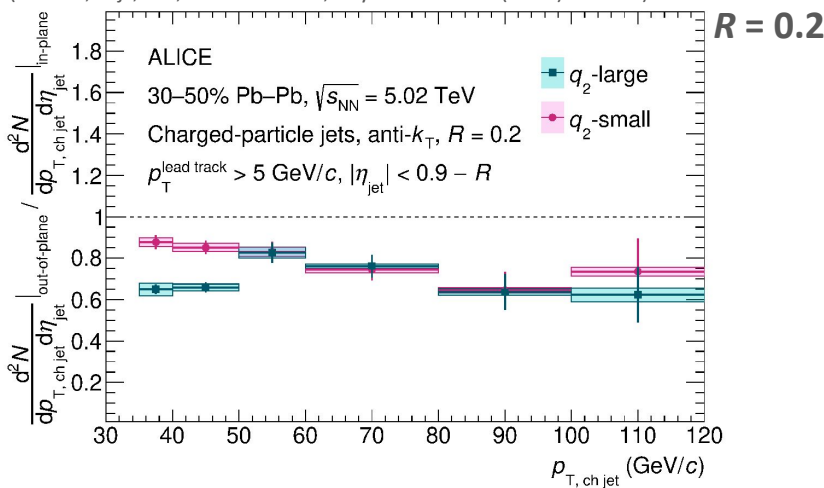 R = 0.2
ALICE
30–50% Pb–Pb, √sNN = 5.02 TeV
Charged-particle jets, anti-kT, R = 0.2
pT lead track > 5 GeV/c, |ηjet| < 0.9 − R
q2-large
q2-small
d²N
dpT, ch jet dηjet
|out-of-plane
/
d²N
dpT, ch jet dηjet
|in-plane
1.8
1.6
1.4
1.2
1
0.8
0.6
0.4
0.2
0
30 40 50 60 70 80 90 100 110 120
pT, ch jet (GeV/c)